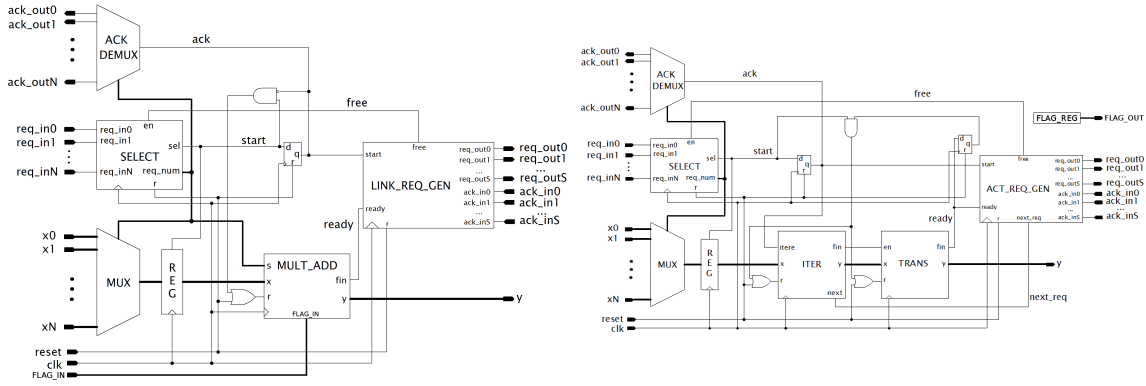 ack_out0
ack_out1
ack_outN
ACK
DEMUX
ack
free
req_in0
req_in1
req_inN
req_in0
req_in1
req_inN
en
SELECT
sel
req_num
r
start
d
q
r
start
free
LINK_REQ_GEN
ready
r
req_out0
req_out1
...
req_outS
ack_in0
ack_in1
...
ack_inS
req_out0
req_out1
...
req_outS
ack_in0
ack_in1
...
ack_inS
ready
x0
x1
xN
MUX
R
E
G
MULT_ADD
s
x
r
fin
y
FLAG_IN
y
reset
clk
FLAG_IN
ack_out0
ack_out1
ack_outN
ACK
DEMUX
ack
free
FLAG_REG
FLAG_OUT
req_in0
req_in1
req_inN
req_in0
req_in1
req_inN
en
SELECT
sel
req_num
r
start
d
q
r
d
q
r
start
free
ACT_REQ_GEN
ready
r
next_req
req_out0
req_out1
...
req_outS
ack_in0
ack_in1
...
ack_inS
req_out0
req_out1
...
req_outS
ack_in0
ack_in1
...
ack_inS
ready
x0
x1
xN
MUX
R
E
G
itere
x
r
ITER
fin
y
next
en
x
r
TRANS
fin
y
y
next_req
reset
clk